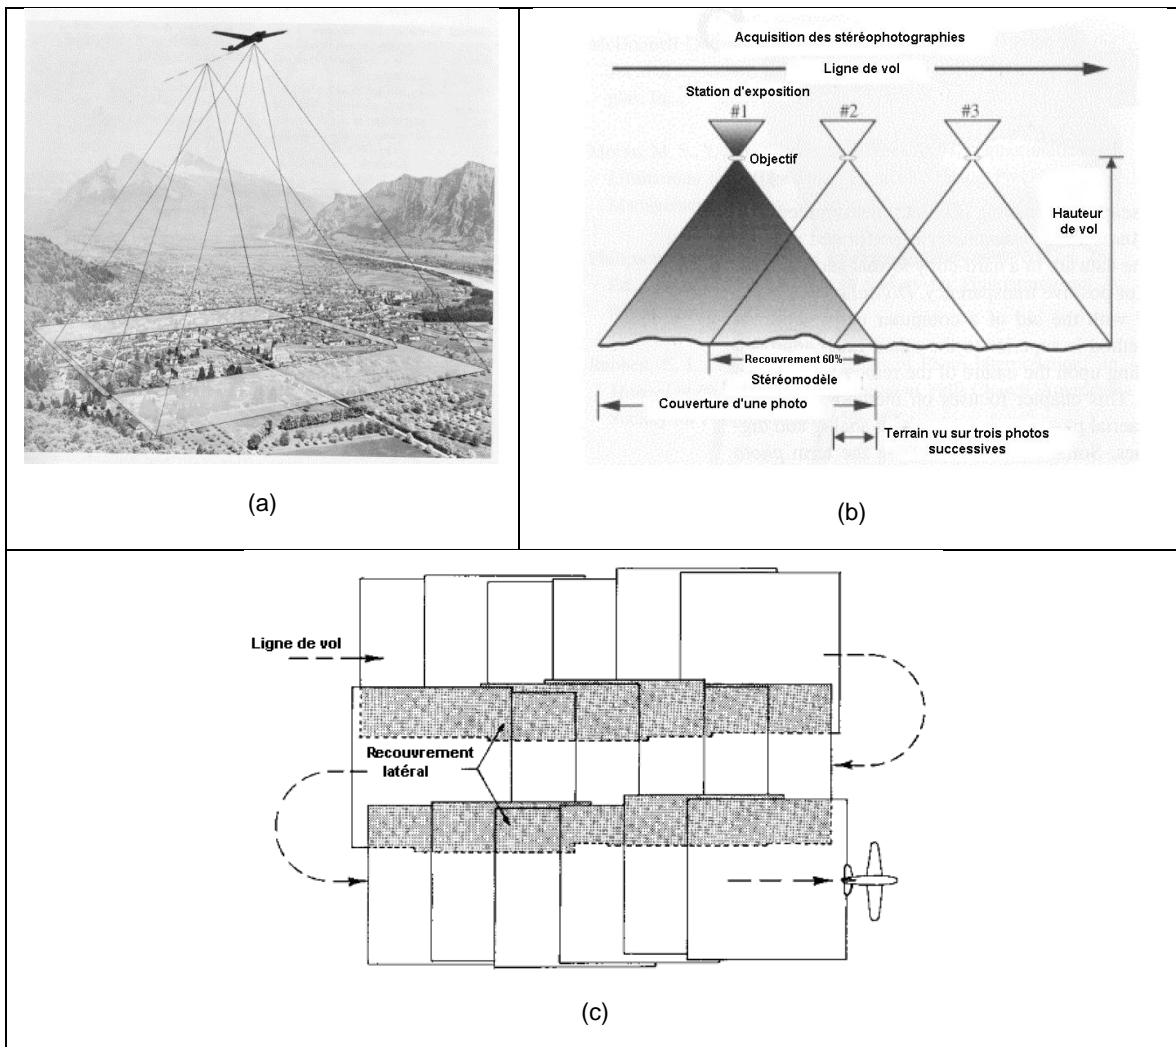 (a)
Acquisition des stéréophotographies
Ligne de vol
Station d'exposition
#1
#2
#3
Objectif
Hauteur
de vol
Recouvrement 60%
Stéréomodèle
Couverture d'une photo
Terrain vu sur trois photos
successives
(b)
Ligne de vol
Recouvrement
latéral
(c)